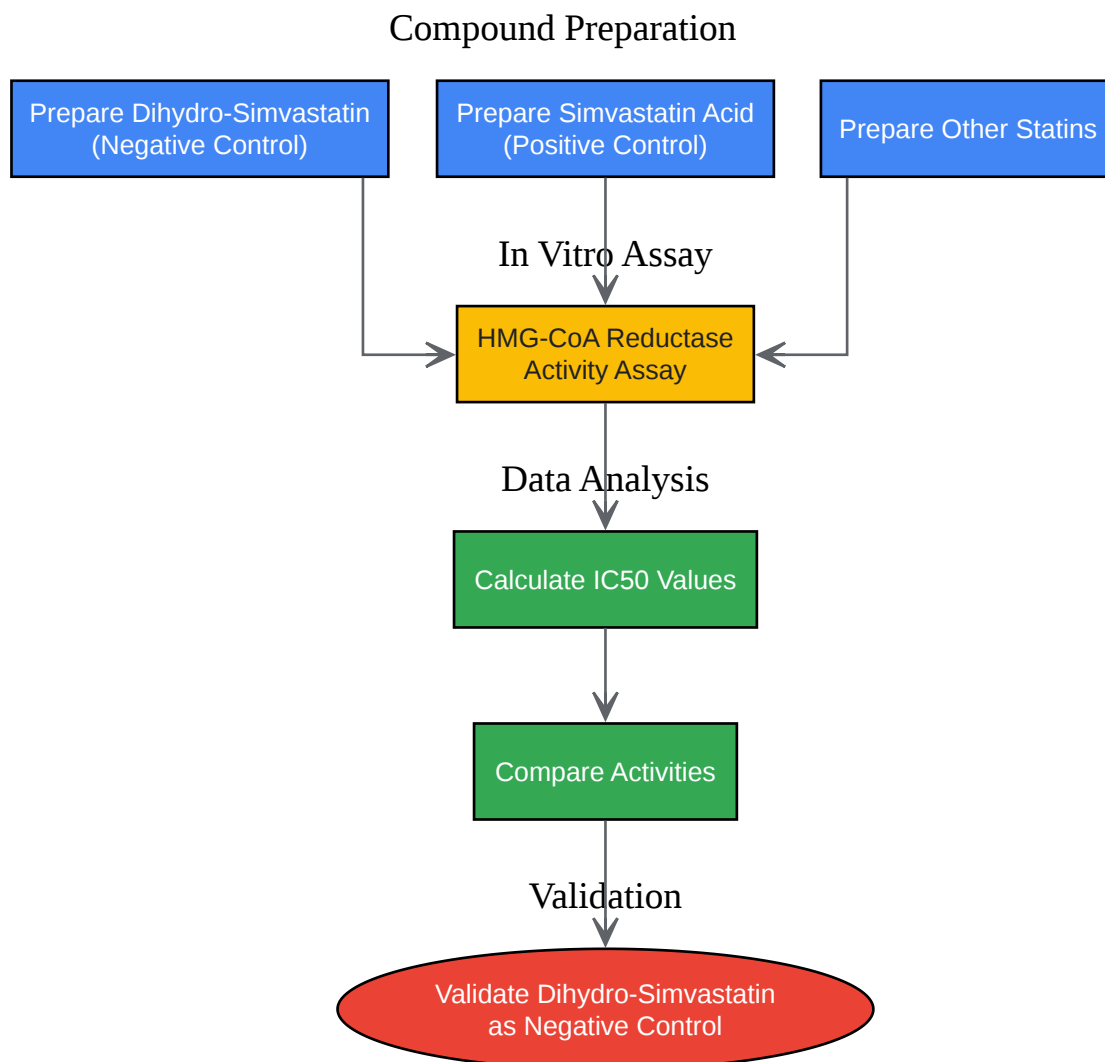 Compound Preparation
Prepare Dihydro-Simvastatin
(Negative Control)
Prepare Simvastatin Acid
(Positive Control)
Prepare Other Statins
In Vitro Assay
HMG-CoA Reductase
Activity Assay
Data Analysis
Calculate IC50 Values
Compare Activities
Validation
Validate Dihydro-Simvastatin
as Negative Control